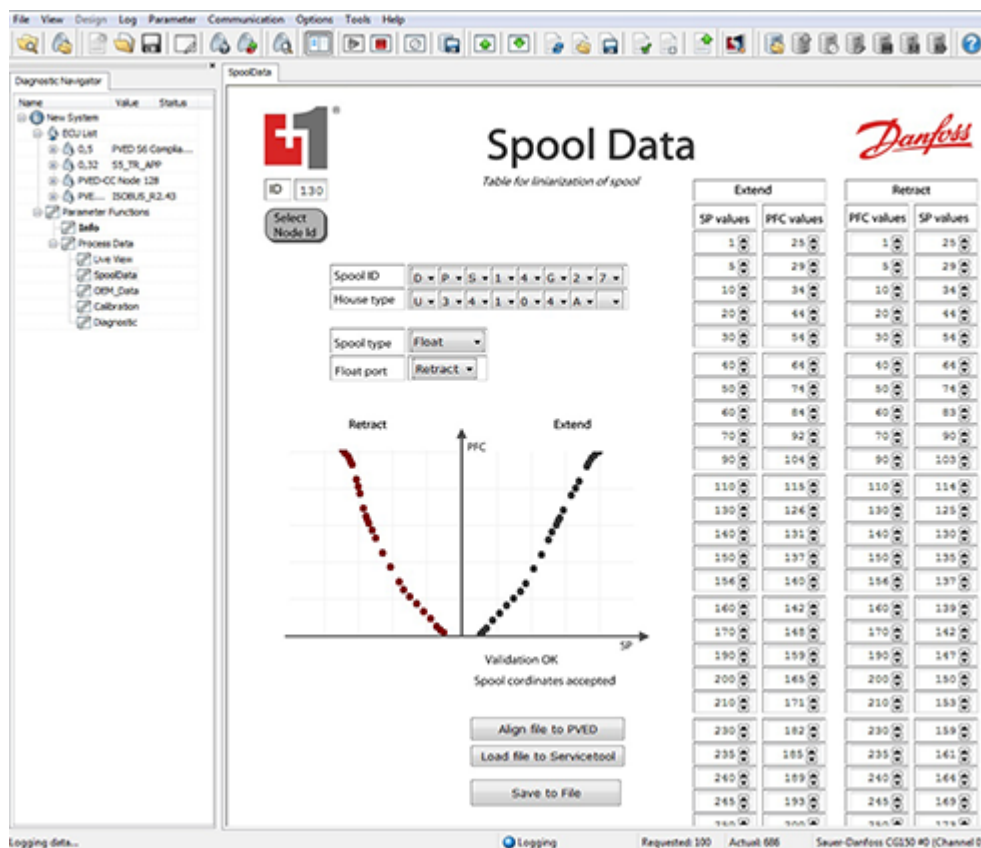 File View Design Log Parameter Communication Options Tools Help
Diagnostic Navigator
Name Value Status
New System
ECU List
0,5 PVED S6 Complia....
0,32 S5_TR_APP
PVED-CC Node 128
PVE... ISOBUS_R2.43
Parameter Functions
Info
Process Data
Live View
SpoolData
OEM_Data
Calibration
Diagnostic
SpoolData
+1 ®
Spool Data
Danfoss
Table for liniarization of spool
ID 130
Select
Node Id
Spool ID D P S 1 4 G 2 7
House type U 3 4 1 0 4 A
Spool type Float
Float port Retract
Retract Extend
PFC
SP
Validation OK
Spool cordinates accepted
Align file to PVED
Load file to Servicetool
Save to File
Extend Retract
SP values PFC values PFC values SP values
1 25 1 25
5 29 5 29
10 34 10 34
20 44 20 44
30 54 30 54
40 64 40 64
50 74 50 74
60 84 60 83
70 92 70 90
90 104 90 103
110 115 110 114
130 126 130 125
140 131 140 130
150 137 150 135
156 140 156 137
160 142 160 139
170 148 170 142
190 159 190 147
200 165 200 150
210 171 210 153
230 182 230 159
235 185 235 161
240 189 240 164
245 193 245 169
Logging data... Logging Requested: 100 Actual: 686 Sauer-Danfoss CG150 #0 (Channel 0